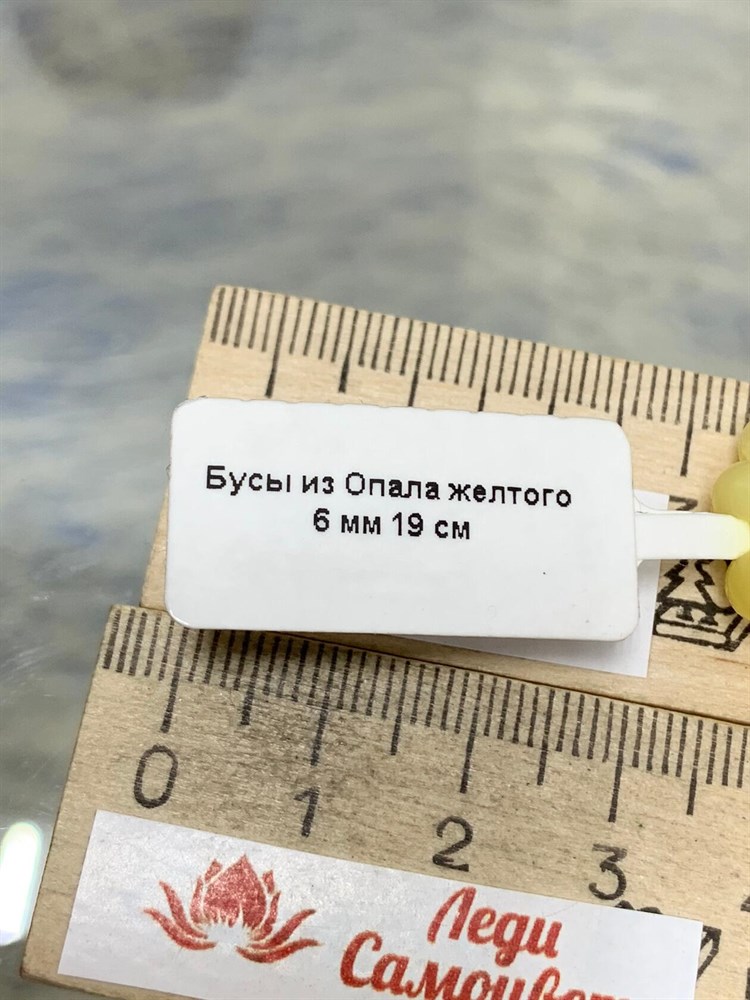 Бусы из Опала желтого
6 мм 19 см
0 1 2 3
Леди